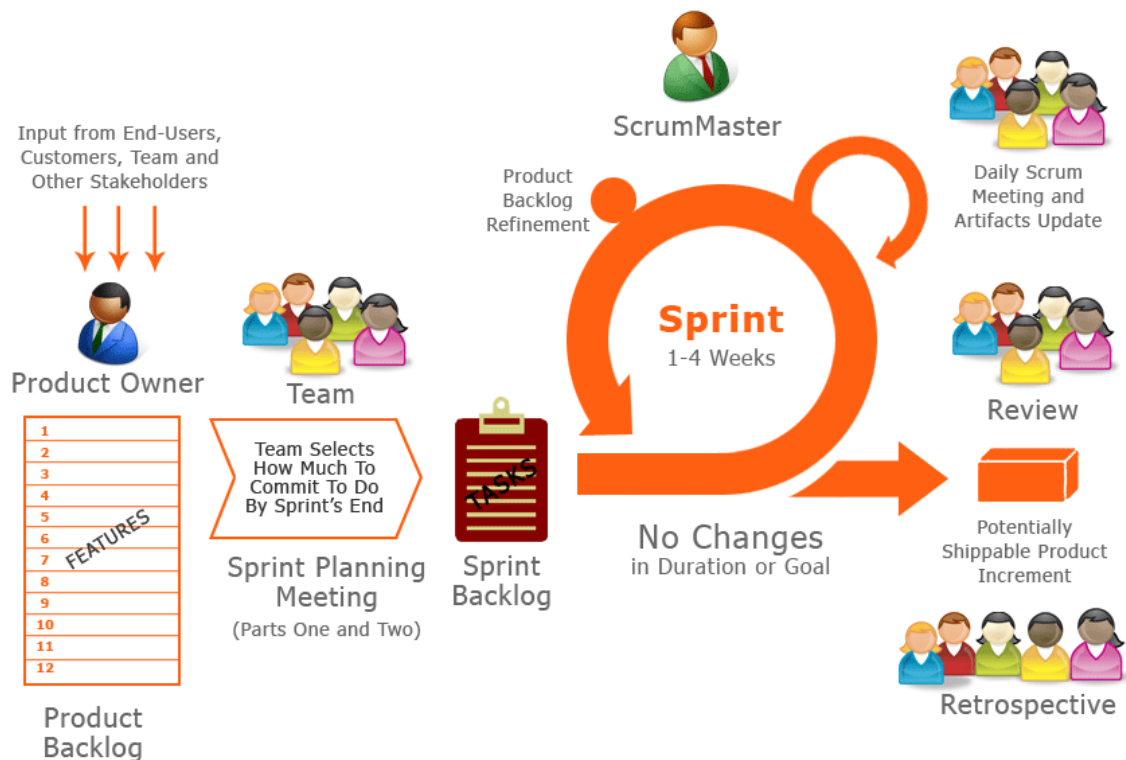 Input from End-Users,
Customers, Team and
Other Stakeholders
Product Owner
1
2
3
4
5
6
7
8
9
10
11
12
FEATURES
Product
Backlog
Team
Team Selects
How Much To
Commit To Do
By Sprint's End
Sprint Planning
Meeting
(Parts One and Two)
TASKS
Sprint
Backlog
ScrumMaster
Product
Backlog
Refinement
Sprint
1-4 Weeks
No Changes
in Duration or Goal
Daily Scrum
Meeting and
Artifacts Update
Review
Potentially
Shippable Product
Increment
Retrospective